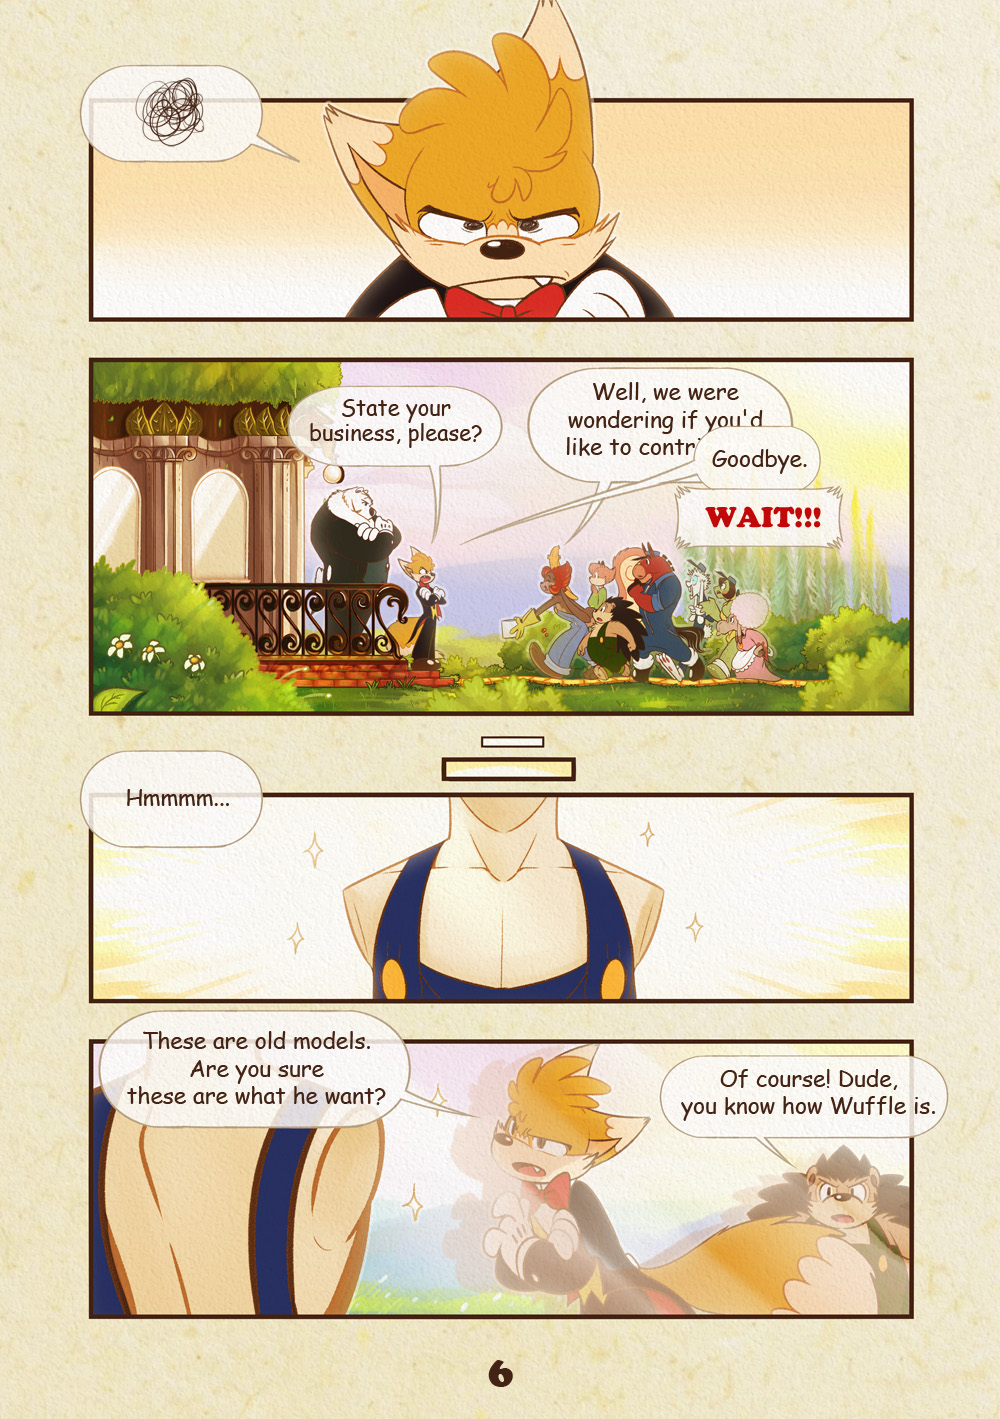 State your
business, please?
Well, we were
wondering if you'd
like to contri
Goodbye.
WAIT!!!
Hmmmm...
These are old models.
Are you sure
these are what he want?
Of course! Dude,
you know how Wuffle is.
6